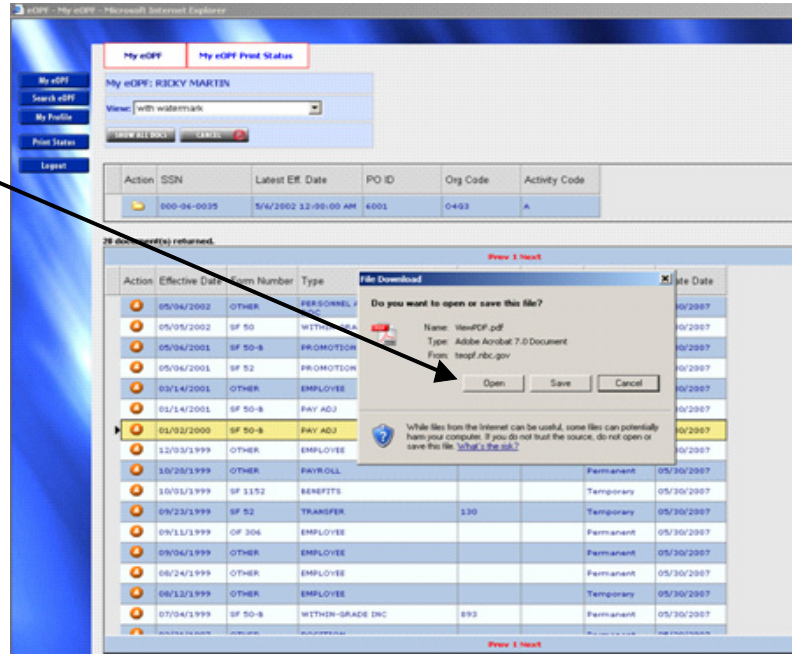 eOPF - My eOPF - Microsoft Internet Explorer
My eOPF My eOPF Print Status
My eOPF
Search eOPF
My Profile
Print Status
Logout
My eOPF: RICKY MARTIN
View: with watermark
SHOW ALL DOCS CANCEL
Action SSN Latest Eff. Date PO ID Org Code Activity Code
000-06-0035 5/6/2002 12:00:00 AM 6001 O4G3 A
28 document(s) returned.
Prev 1 Next
Action Effective Date Form Number Type
05/06/2002 OTHER PERSONNEL
05/05/2002 SF 50 WITHIN-GRA
05/06/2001 SF 50-B PROMOTION
05/06/2001 SF 52 PROMOTION
03/14/2001 OTHER EMPLOYEE
01/14/2001 SF 50-B PAY ADJ
01/02/2000 SF 50-B PAY ADJ
12/03/1999 OTHER EMPLOYEE
10/20/1999 OTHER PAYROLL Permanent 05/30/2007
10/01/1999 SF 1152 BENEFITS Temporary 05/30/2007
09/23/1999 SF 52 TRANSFER 130 Temporary 05/30/2007
09/11/1999 OF 306 EMPLOYEE Permanent 05/30/2007
09/06/1999 OTHER EMPLOYEE Permanent 05/30/2007
08/24/1999 OTHER EMPLOYEE Permanent 05/30/2007
08/12/1999 OTHER EMPLOYEE Temporary 05/30/2007
07/04/1999 SF 50-B WITHIN-GRADE INC 893 Permanent 05/30/2007
Prev 1 Next
File Download
Do you want to open or save this file?
Name: ViewPDF.pdf
Type: Adobe Acrobat 7.0 Document
From: teopf.nbc.gov
Open Save Cancel
While files from the Internet can be useful, some files can potentially
harm your computer. If you do not trust the source, do not open or
save this file. What's the risk?